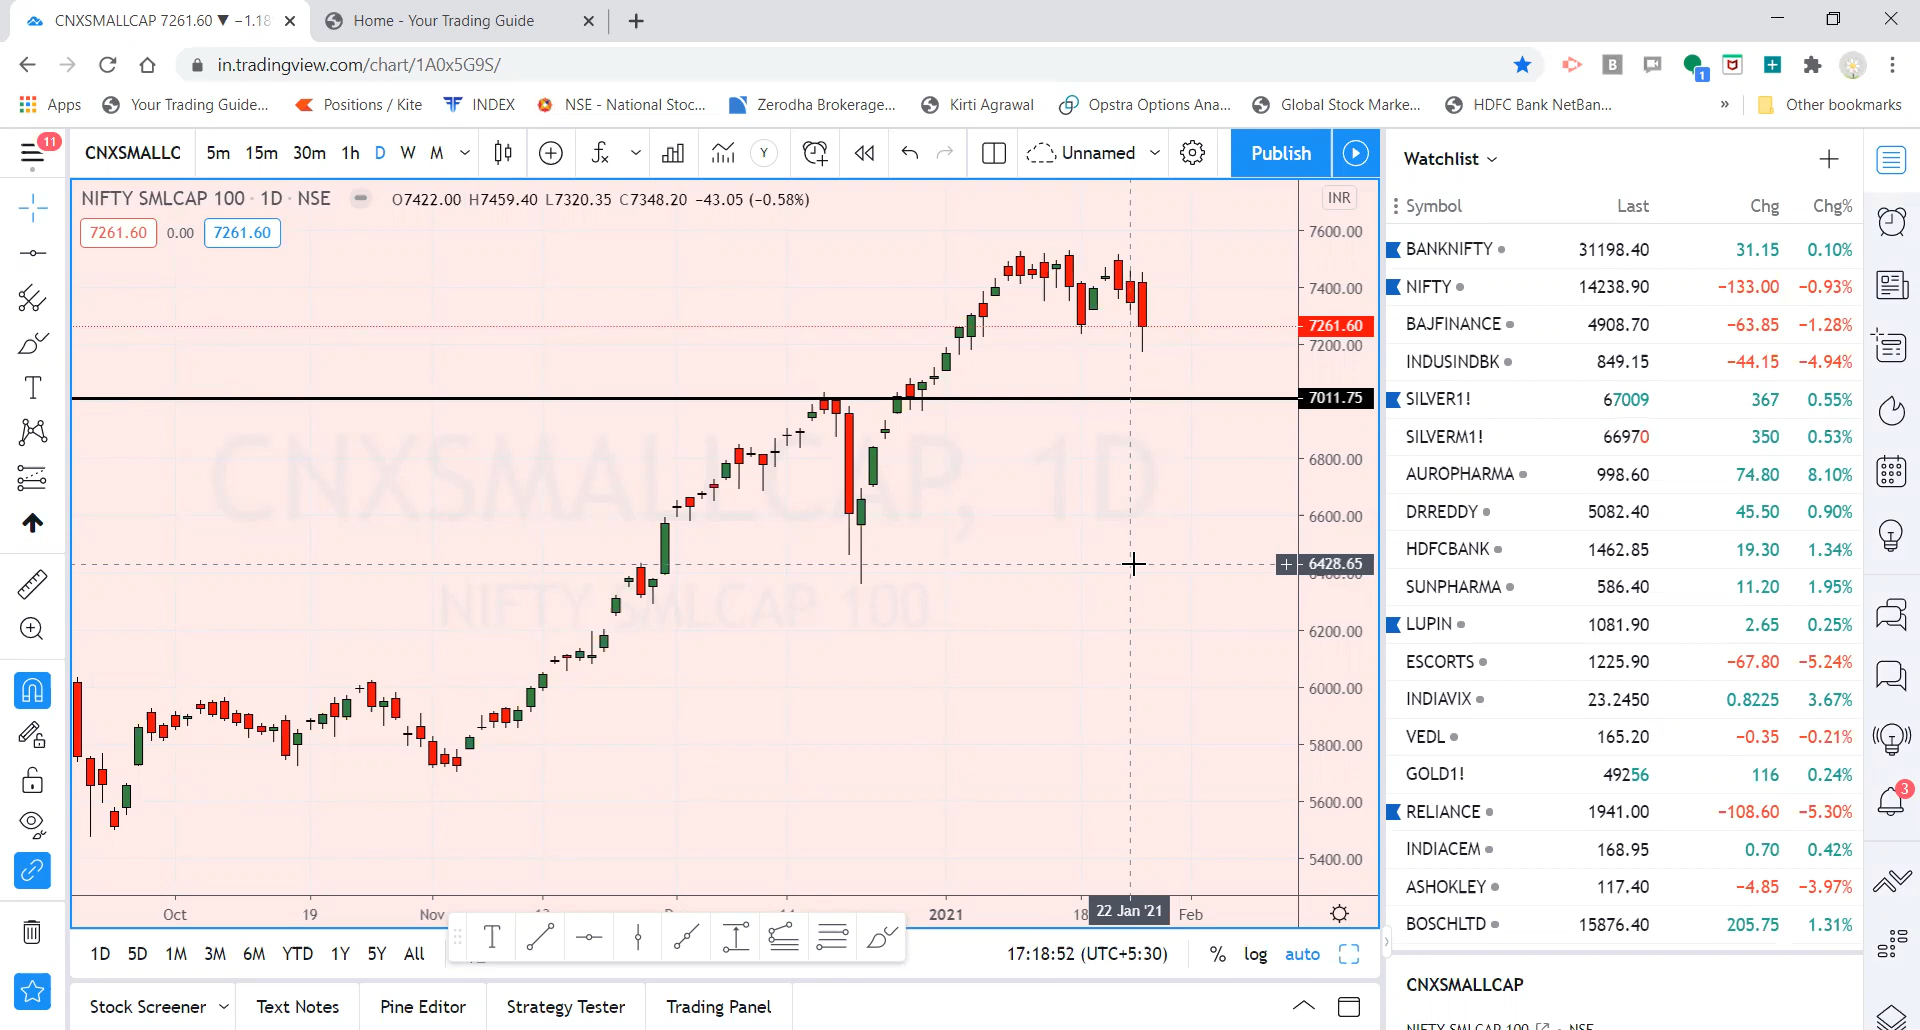 CNXSMALLCAP 7261.60 ▼ −1.18
Home - Your Trading Guide
in.tradingview.com/chart/1A0x5G9S/
1
Apps
Your Trading Guide...
Positions / Kite
INDEX
NSE - National Stoc...
Zerodha Brokerage...
Kirti Agrawal
Opstra Options Ana...
Global Stock Marke...
HDFC Bank NetBan...
»
Other bookmarks
11
CNXSMALLC
5m 15m 30m 1h D W M
Y
Unnamed
Publish
Watchlist
NIFTY SMLCAP 100 · 1D · NSE
O7422.00 H7459.40 L7320.35 C7348.20 −43.05 (−0.58%)
INR
7261.60 0.00 7261.60
Symbol Last Chg Chg%
BANKNIFTY 31198.40 31.15 0.10%
NIFTY 14238.90 −133.00 −0.93%
BAJFINANCE 4908.70 −63.85 −1.28%
INDUSINDBK 849.15 −44.15 −4.94%
SILVER1! 67009 367 0.55%
SILVERM1! 66970 350 0.53%
AUROPHARMA 998.60 74.80 8.10%
DRREDDY 5082.40 45.50 0.90%
HDFCBANK 1462.85 19.30 1.34%
SUNPHARMA 586.40 11.20 1.95%
LUPIN 1081.90 2.65 0.25%
ESCORTS 1225.90 −67.80 −5.24%
INDIAVIX 23.2450 0.8225 3.67%
VEDL 165.20 −0.35 −0.21%
GOLD1! 49256 116 0.24%
RELIANCE 1941.00 −108.60 −5.30%
INDIACEM 168.95 0.70 0.42%
ASHOKLEY 117.40 −4.85 −3.97%
BOSCHLTD 15876.40 205.75 1.31%
3
7600.00
7400.00
7261.60
7200.00
7011.75
6800.00
6600.00
6428.65
6200.00
6000.00
5800.00
5600.00
5400.00
CNXSMALLCAP, 1D
NIFTY SMLCAP 100
Oct 19 Nov 2021 18 22 Jan '21 Feb
1D 5D 1M 3M 6M YTD 1Y 5Y All
17:18:52 (UTC+5:30)
% log auto
Stock Screener
Text Notes
Pine Editor
Strategy Tester
Trading Panel
CNXSMALLCAP
NIFTY SMLCAP 100 NSE